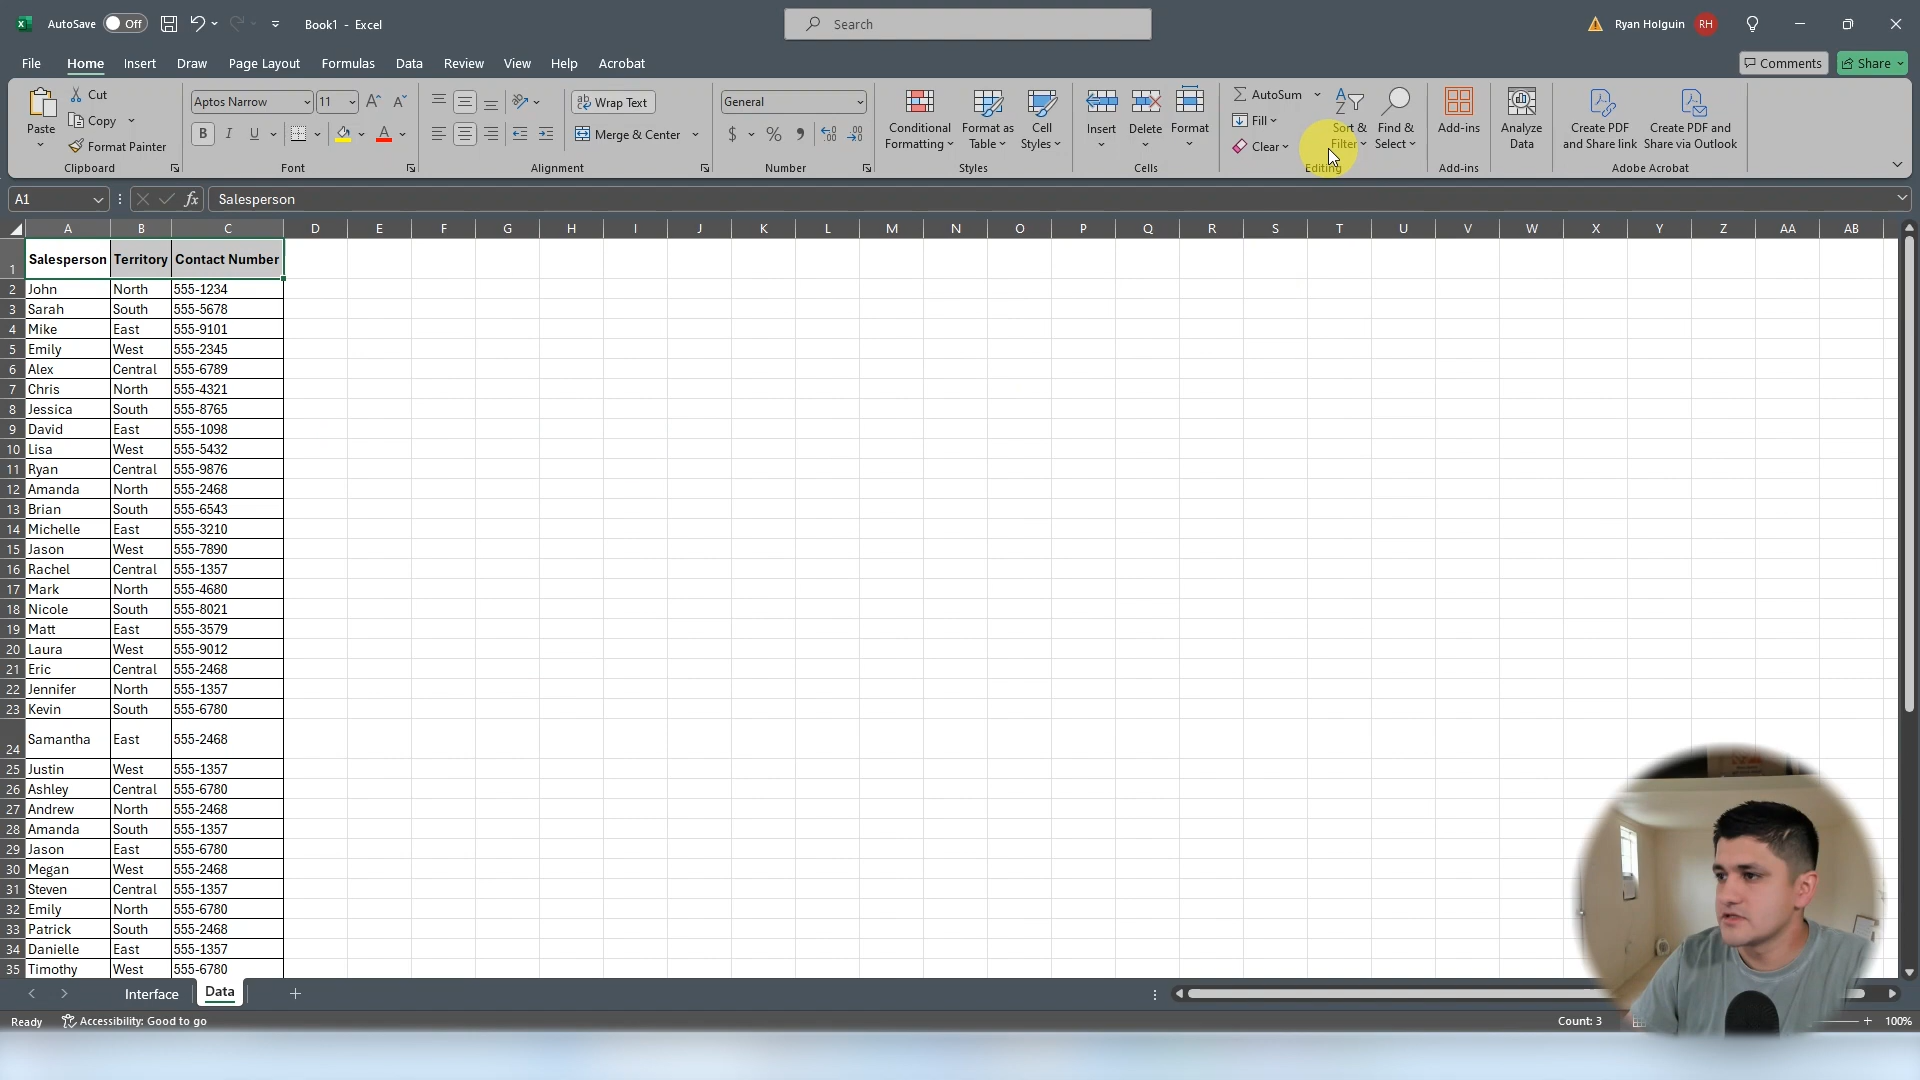 AutoSave Off Book1 - Excel Search Ryan Holguin RH
File Home Insert Draw Page Layout Formulas Data Review View Help Acrobat Comments Share
Paste
Cut
Copy
Format Painter
Clipboard
Aptos Narrow 11
B I U
Font
Wrap Text
Merge & Center
Alignment
General
$ % ,
Number
Conditional
Formatting
Format as
Table
Cell
Styles
Styles
Insert
Delete
Format
Cells
AutoSum
Fill
Clear
Sort &
Filter
Find &
Select
Editing
Add-ins
Add-ins
Analyze
Data
Create PDF
and Share link
Create PDF and
Share via Outlook
Adobe Acrobat
A1 fx Salesperson
A B C D E F G H I J K L M N O P Q R S T U V W X Y Z AA AB
1 Salesperson Territory Contact Number
2 John North 555-1234
3 Sarah South 555-5678
4 Mike East 555-9101
5 Emily West 555-2345
6 Alex Central 555-6789
7 Chris North 555-4321
8 Jessica South 555-8765
9 David East 555-1098
10 Lisa West 555-5432
11 Ryan Central 555-9876
12 Amanda North 555-2468
13 Brian South 555-6543
14 Michelle East 555-3210
15 Jason West 555-7890
16 Rachel Central 555-1357
17 Mark North 555-4680
18 Nicole South 555-8021
19 Matt East 555-3579
20 Laura West 555-9012
21 Eric Central 555-2468
22 Jennifer North 555-1357
23 Kevin South 555-6780
24 Samantha East 555-2468
25 Justin West 555-1357
26 Ashley Central 555-6780
27 Andrew North 555-2468
28 Amanda South 555-1357
29 Jason East 555-6780
30 Megan West 555-2468
31 Steven Central 555-1357
32 Emily North 555-6780
33 Patrick South 555-2468
34 Danielle East 555-1357
35 Timothy West 555-6780
Interface Data
Ready Accessibility: Good to go Count: 3 100%